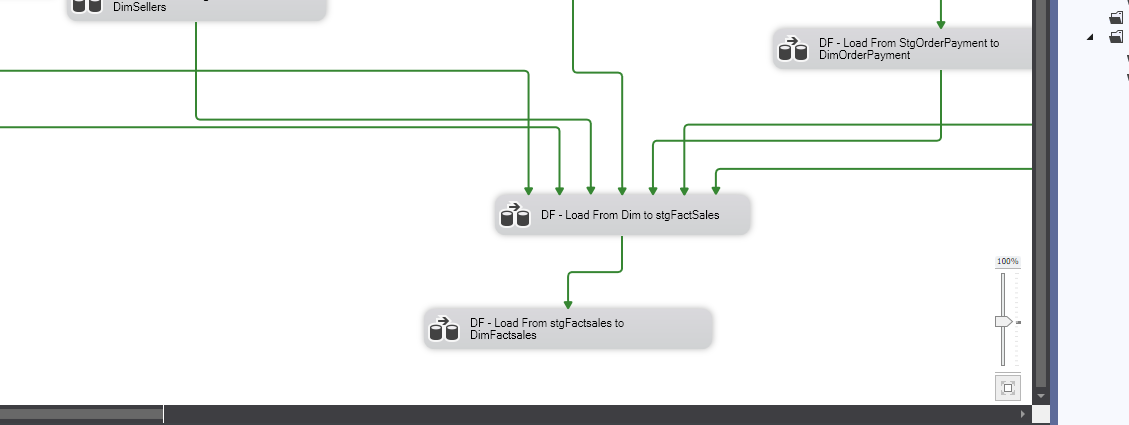 DimSellers
DF - Load From StgOrderPayment to
DimOrderPayment
DF - Load From Dim to stgFactSales
100%
DF - Load From stgFactsales to
DimFactsales